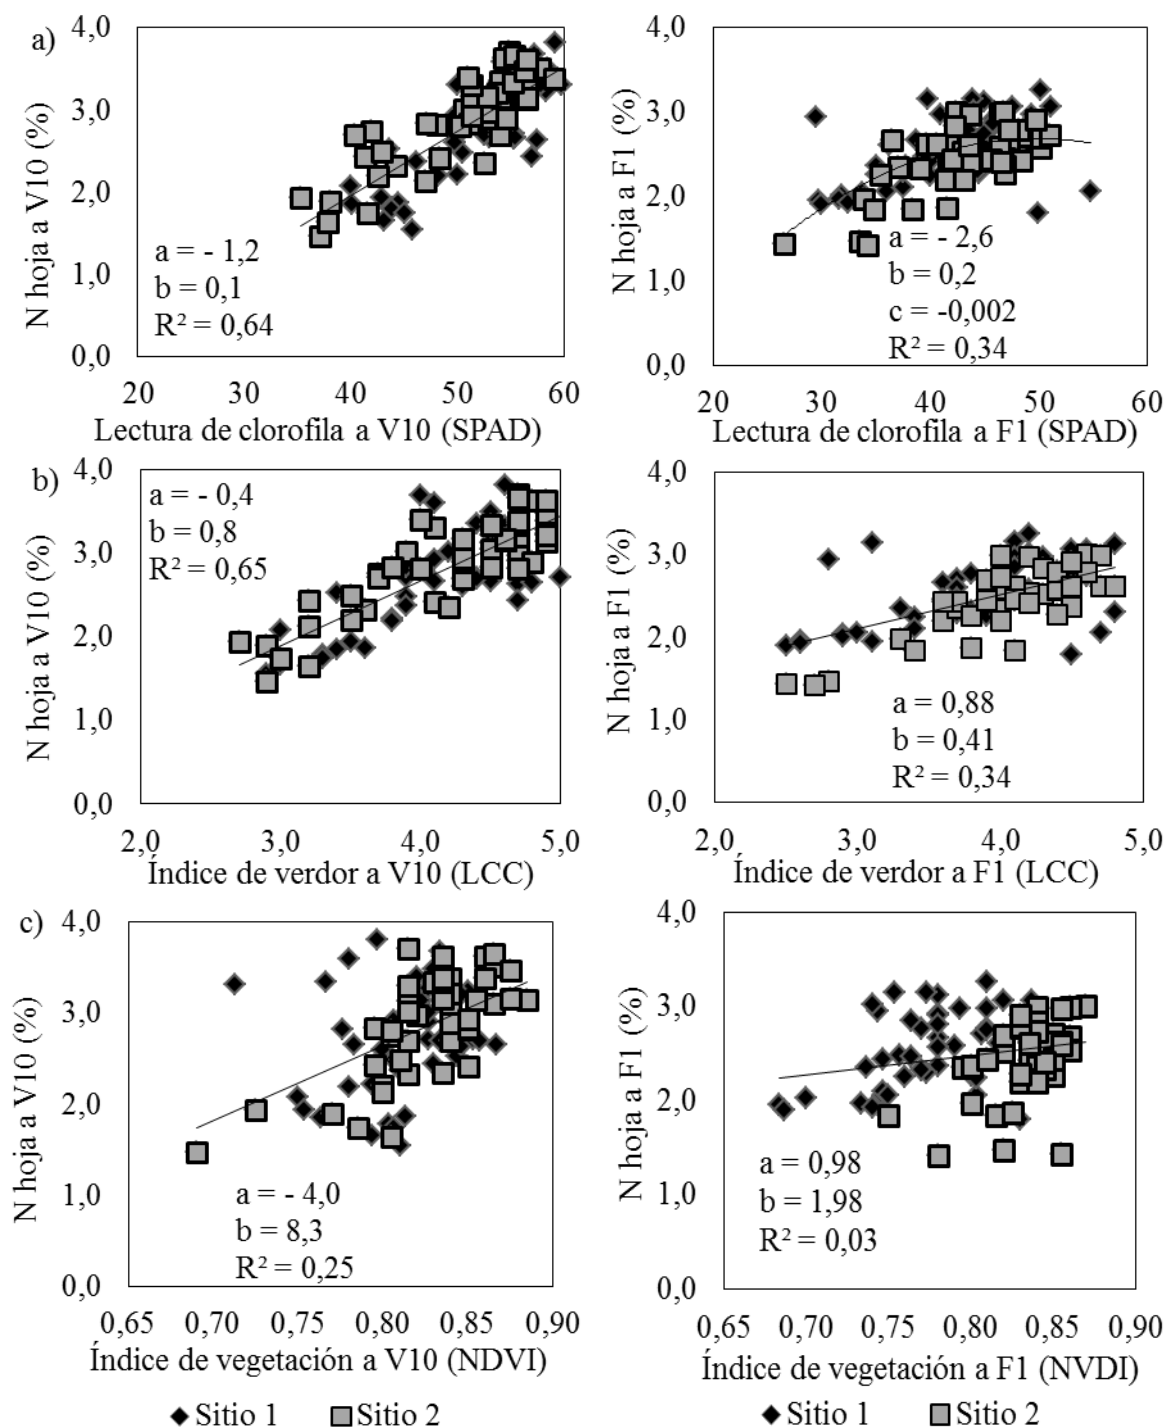 a)
4,0
3,0
2,0
1,0
0,0
N hoja a V10 (%)
a = - 1,2
b = 0,1
R² = 0,64
20 30 40 50 60
Lectura de clorofila a V10 (SPAD)
4,0
3,0
2,0
1,0
0,0
N hoja a F1 (%)
a = - 2,6
b = 0,2
c = -0,002
R² = 0,34
20 30 40 50 60
Lectura de clorofila a F1 (SPAD)
b)
4,0
3,0
2,0
1,0
0,0
N hoja a V10 (%)
a = - 0,4
b = 0,8
R² = 0,65
2,0 3,0 4,0 5,0
Índice de verdor a V10 (LCC)
4,0
3,0
2,0
1,0
0,0
N hoja a F1 (%)
a = 0,88
b = 0,41
R² = 0,34
2,0 3,0 4,0 5,0
Índice de verdor a F1 (LCC)
c)
4,0
3,0
2,0
1,0
0,0
N hoja a V10 (%)
a = - 4,0
b = 8,3
R² = 0,25
0,65 0,70 0,75 0,80 0,85 0,90
Índice de vegetación a V10 (NDVI)
4,0
3,0
2,0
1,0
0,0
N hoja a F1 (%)
a = 0,98
b = 1,98
R² = 0,03
0,65 0,70 0,75 0,80 0,85 0,90
Índice de vegetación a F1 (NVDI)
Sitio 1 Sitio 2
Sitio 1 Sitio 2